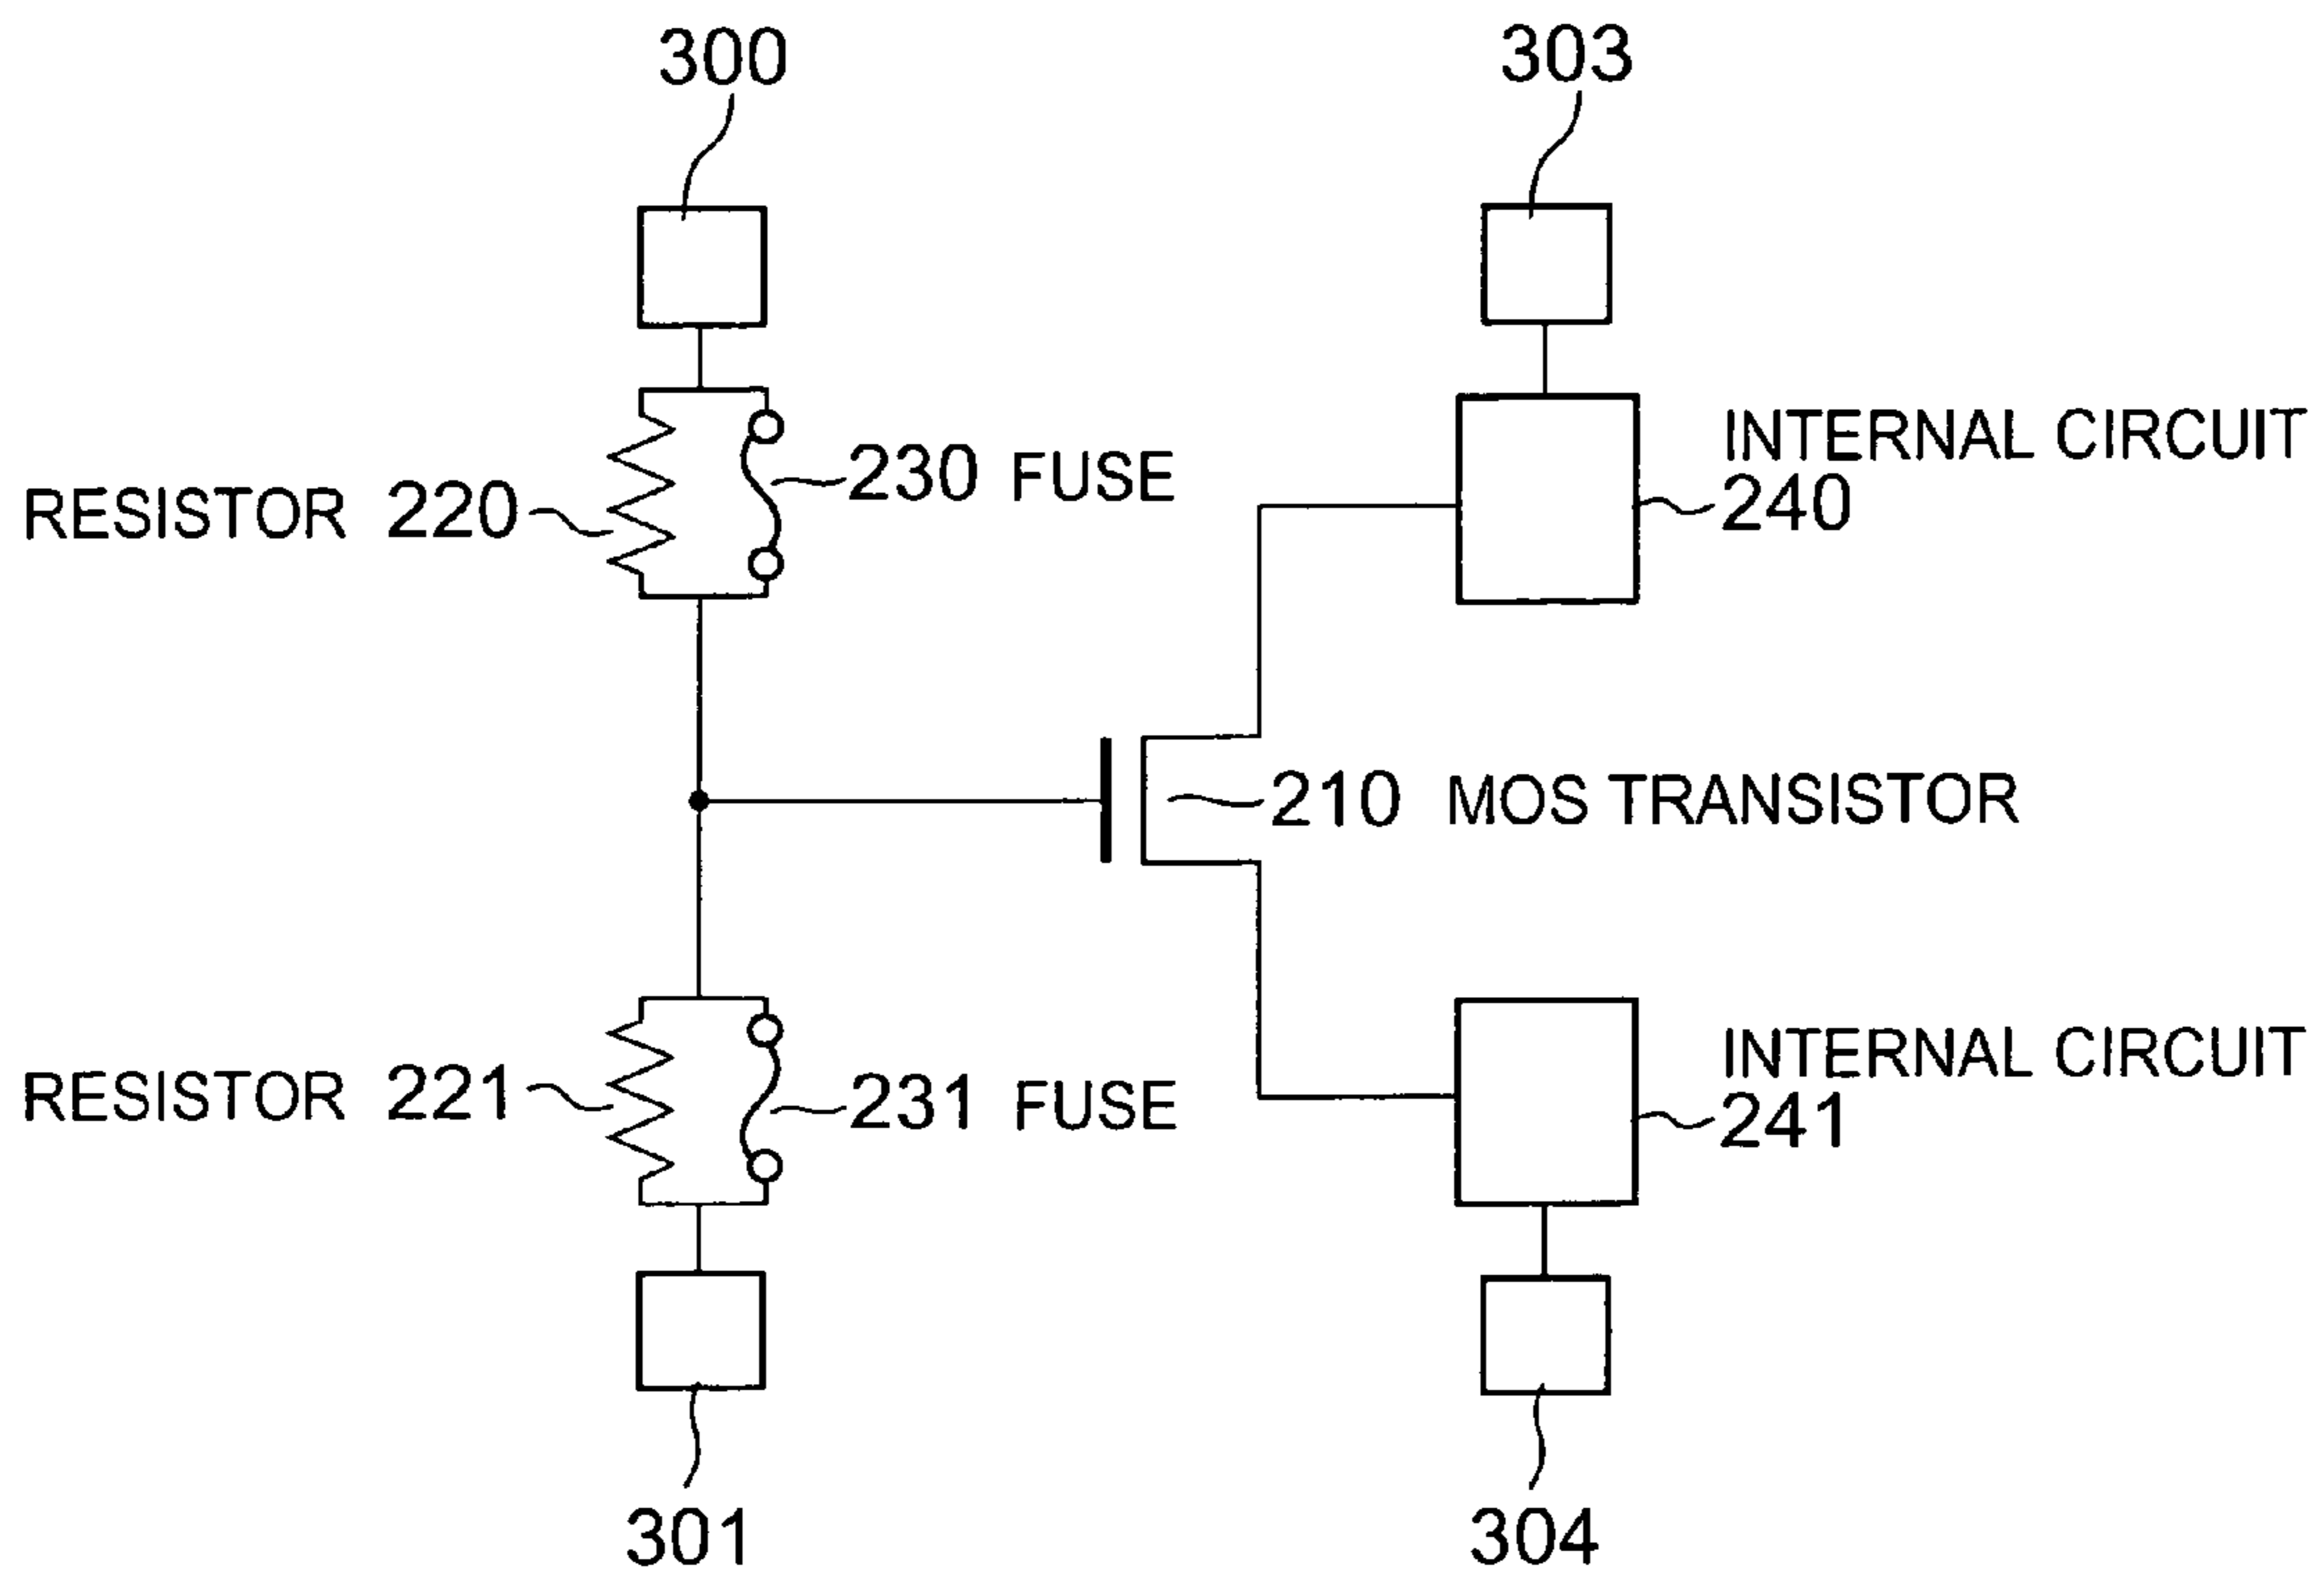 300
303
INTERNAL CIRCUIT
240
230 FUSE
RESISTOR 220
210 MOS TRANSISTOR
INTERNAL CIRCUIT
241
RESISTOR 221
231 FUSE
301
304